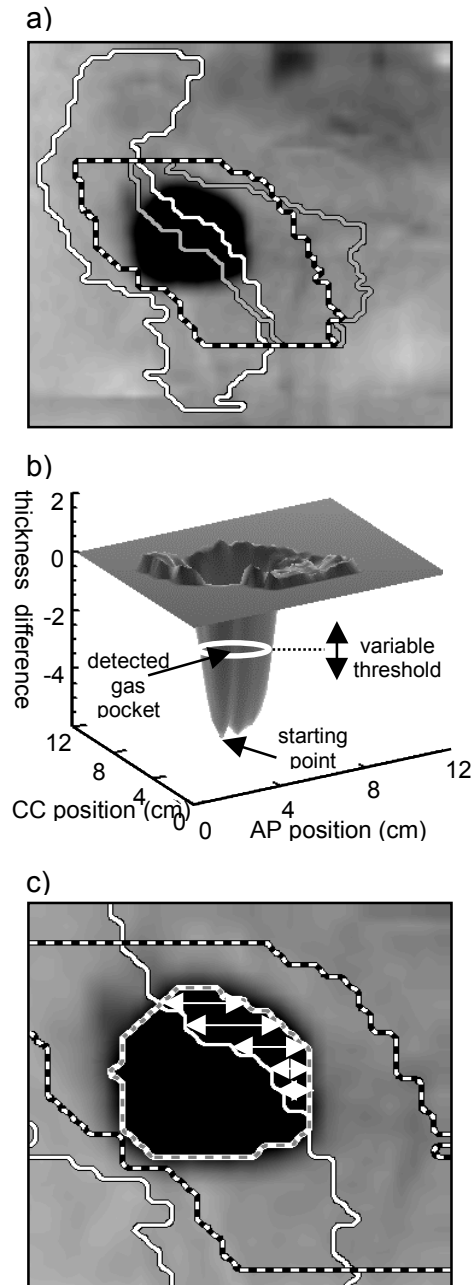 a)
b)
thickness difference
2
0
-2
-4
detected
gas
pocket
variable
threshold
starting
point
12
8
4
0
CC position (cm)
0
4
8
12
AP position (cm)
c)